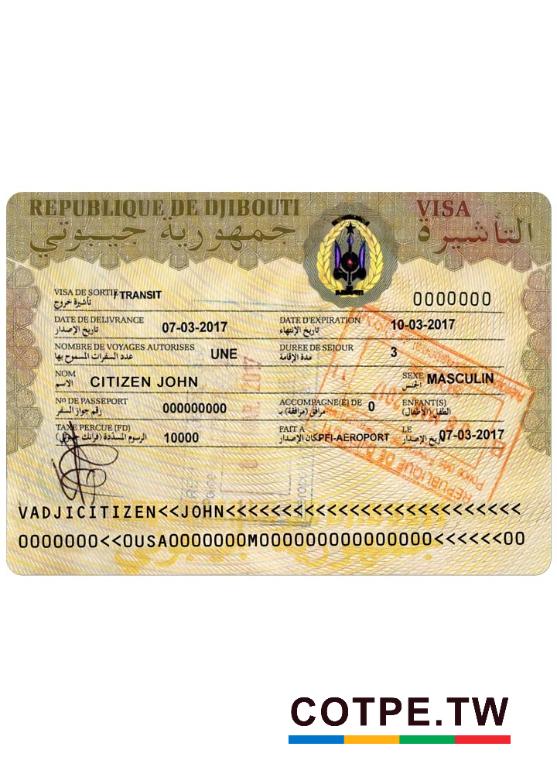 REPUBLIQUE DE DJIBOUTI VISA
جمهورية جيبوتي التأشيرة
VISA DE SORTIE TRANSIT 0000000
تأشيرة خروج
DATE DE DELIVRANCE 07-03-2017 DATE D'EXPIRATION 10-03-2017
تاريخ الإصدار تاريخ الإنتهاء
NOMBRE DE VOYAGES AUTORISES UNE DUREE DE SEJOUR 3
عدد السفرات المسموح بها مدة الإقامة
NOM CITIZEN JOHN SEXE MASCULIN
الاسم الجنس
Nº DE PASSEPORT 000000000 ACCOMPAGNE(E) DE 0 ENFANT(S)
رقم جواز السفر مرافق (مرافقة) بـ الطفل (الأطفال)
TAXE PERCUE (FD) 10000 FAIT A PFI-AEROPORT LE 07-03-2017
الرسوم المسددة (فرانك جيبوتي) مكان الإصدار تاريخ الإصدار
VADJICITIZEN<<JOHN<<<<<<<<<<<<<<<<<<<<<<<<<<
0000000<<0USA0000000M0000000000000000<<<<<<00
COTPE.TW